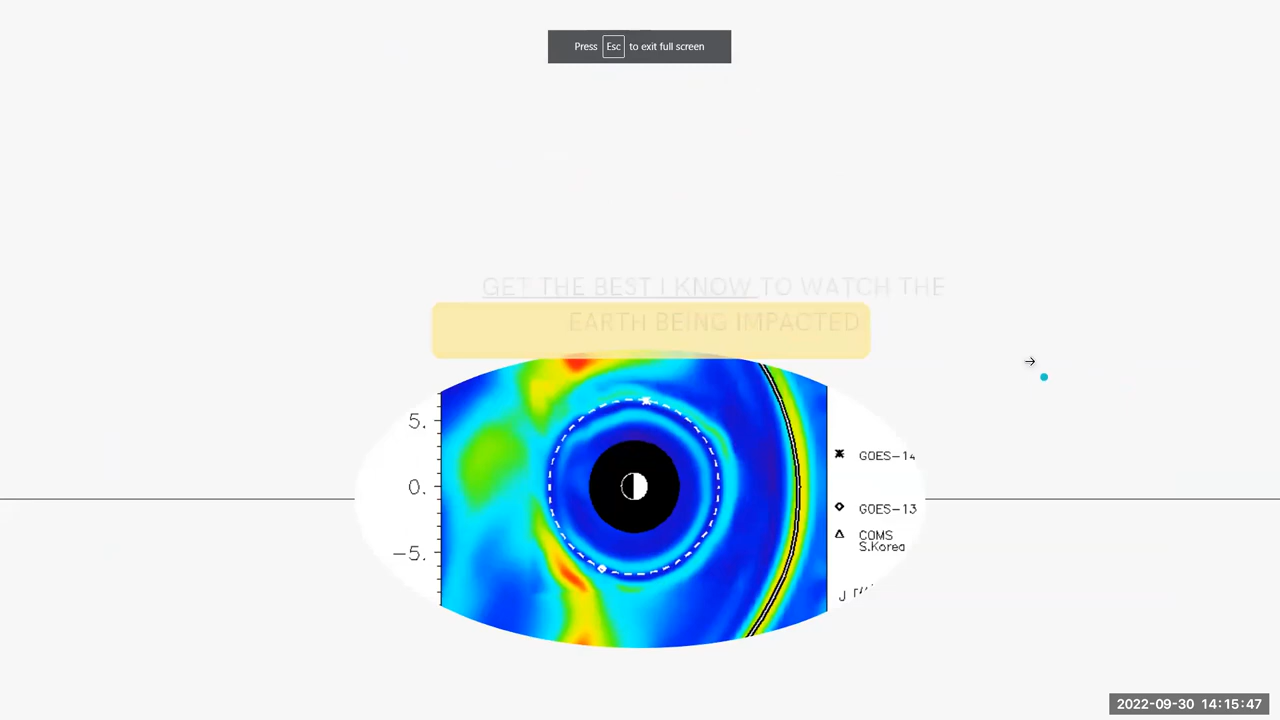 Press Esc to exit full screen
GET THE BEST I KNOW TO WATCH THE
EARTH BEING IMPACTED
5.
0.
−5.
GOES−14
GOES−13
COMS
S.Korea
2022-09-30 14:15:47